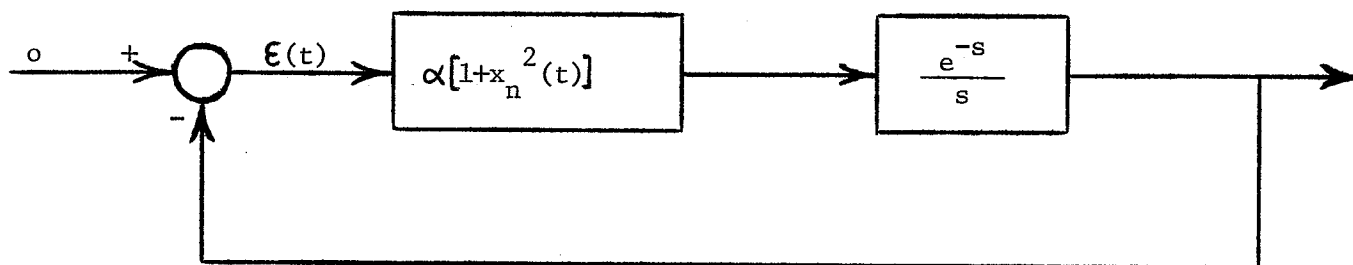 o
+
ε(t)
α[1+x_n^2(t)]
e^-s
s
-